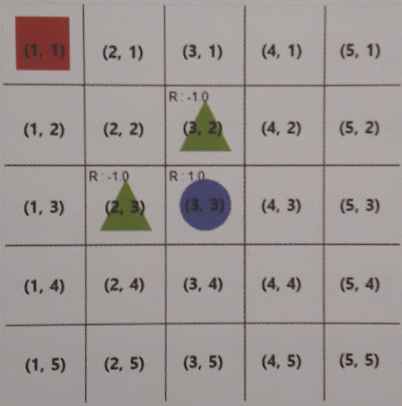 (1, 1) (2, 1) (3, 1) (4, 1) (5, 1)
R : -1.0
(1, 2) (2, 2) (3, 2) (4, 2) (5, 2)
R : -1.0 R : 1.0
(1, 3) (2, 3) (3, 3) (4, 3) (5, 3)
(1, 4) (2, 4) (3, 4) (4, 4) (5, 4)
(1, 5) (2, 5) (3, 5) (4, 5) (5, 5)